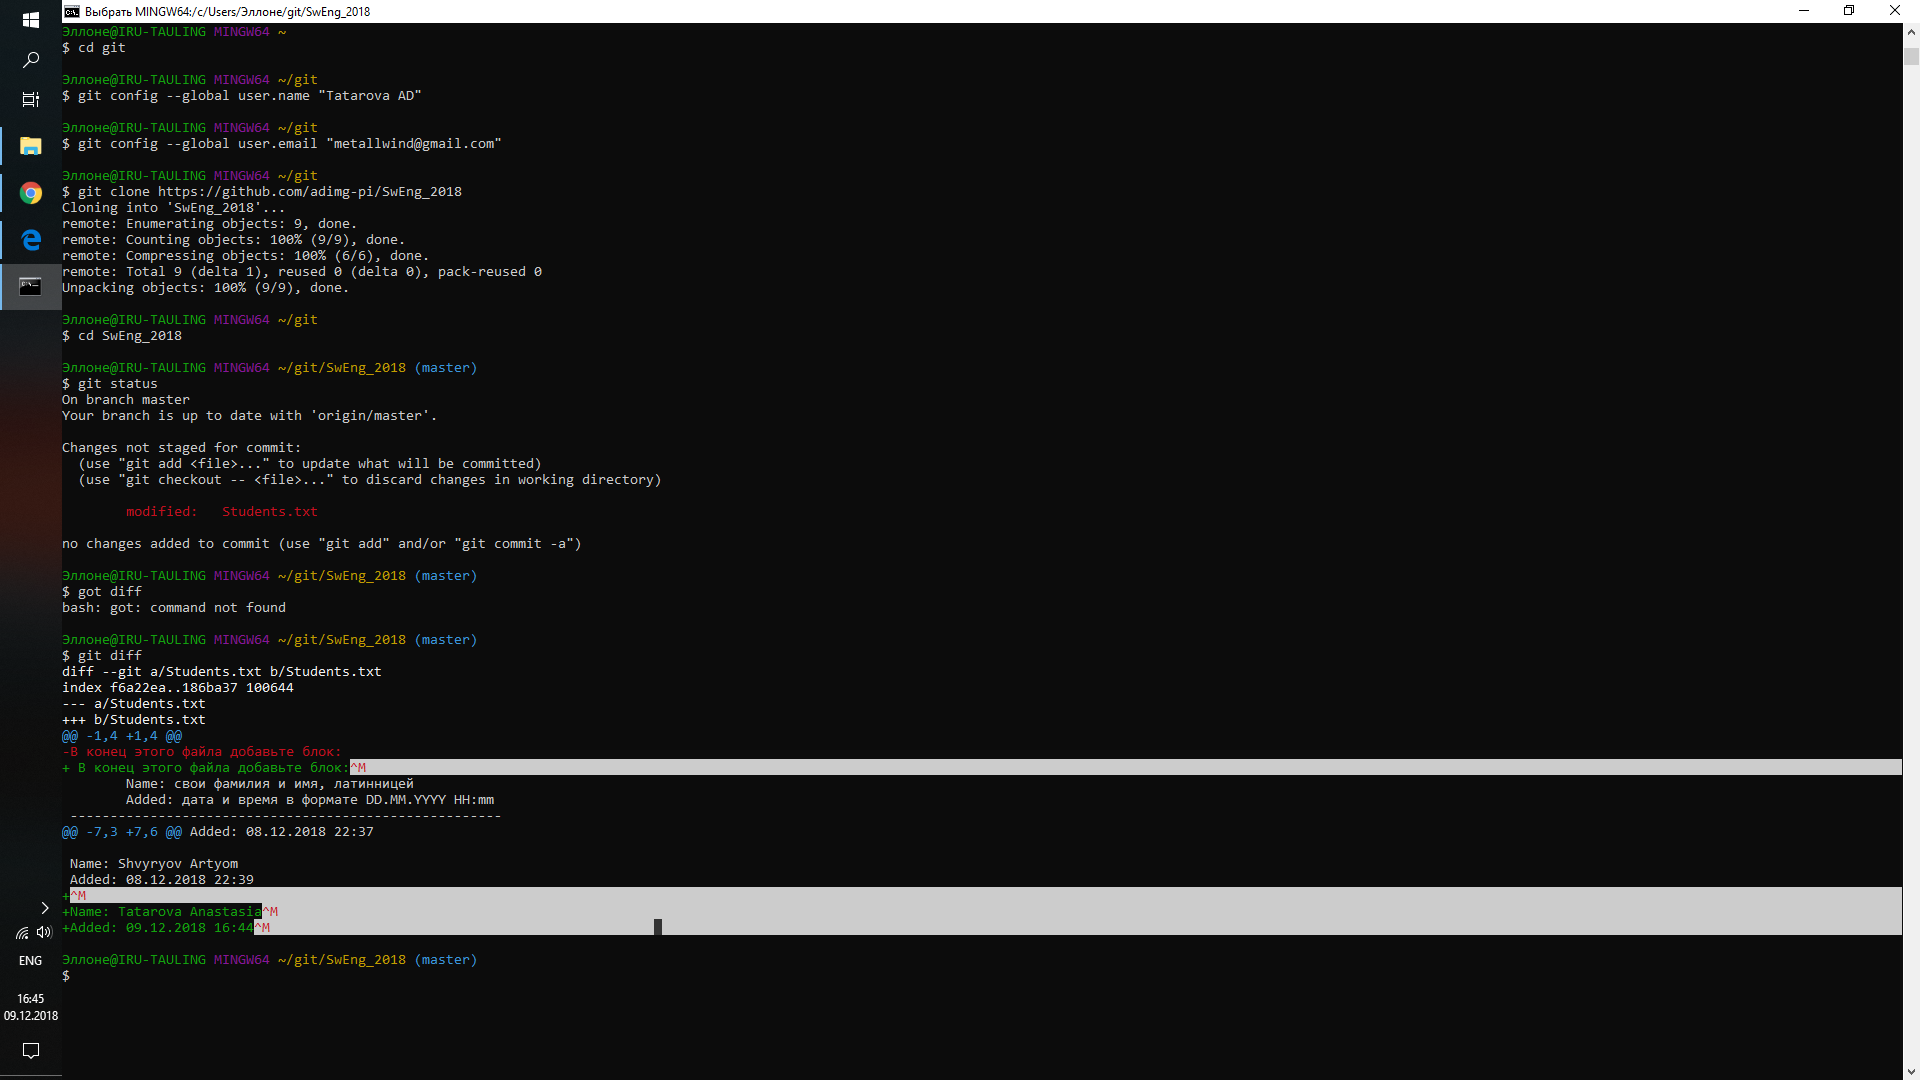 Выбрать MINGW64:/c/Users/Эллоне/git/SwEng_2018
Эллоне@IRU-TAULING MINGW64 ~
$ cd git
Эллоне@IRU-TAULING MINGW64 ~/git
$ git config --global user.name "Tatarova AD"
Эллоне@IRU-TAULING MINGW64 ~/git
$ git config --global user.email "metallwind@gmail.com"
Эллоне@IRU-TAULING MINGW64 ~/git
$ git clone https://github.com/adimg-pi/SwEng_2018
Cloning into 'SwEng_2018'...
remote: Enumerating objects: 9, done.
remote: Counting objects: 100% (9/9), done.
remote: Compressing objects: 100% (6/6), done.
remote: Total 9 (delta 1), reused 0 (delta 0), pack-reused 0
Unpacking objects: 100% (9/9), done.
Эллоне@IRU-TAULING MINGW64 ~/git
$ cd SwEng_2018
Эллоне@IRU-TAULING MINGW64 ~/git/SwEng_2018 (master)
$ git status
On branch master
Your branch is up to date with 'origin/master'.
Changes not staged for commit:
  (use "git add <file>..." to update what will be committed)
  (use "git checkout -- <file>..." to discard changes in working directory)
        modified:   Students.txt
no changes added to commit (use "git add" and/or "git commit -a")
Эллоне@IRU-TAULING MINGW64 ~/git/SwEng_2018 (master)
$ got diff
bash: got: command not found
Эллоне@IRU-TAULING MINGW64 ~/git/SwEng_2018 (master)
$ git diff
diff --git a/Students.txt b/Students.txt
index f6a22ea..186ba37 100644
--- a/Students.txt
+++ b/Students.txt
@@ -1,4 +1,4 @@
-В конец этого файла добавьте блок:
+ В конец этого файла добавьте блок:^M
        Name: свои фамилия и имя, латинницей
        Added: дата и время в формате DD.MM.YYYY HH:mm
 ------------------------------------------------------
@@ -7,3 +7,6 @@ Added: 08.12.2018 22:37
 Name: Shvyryov Artyom
 Added: 08.12.2018 22:39
+^M
+Name: Tatarova Anastasia^M
+Added: 09.12.2018 16:44^M
Эллоне@IRU-TAULING MINGW64 ~/git/SwEng_2018 (master)
$
ENG
16:45
09.12.2018